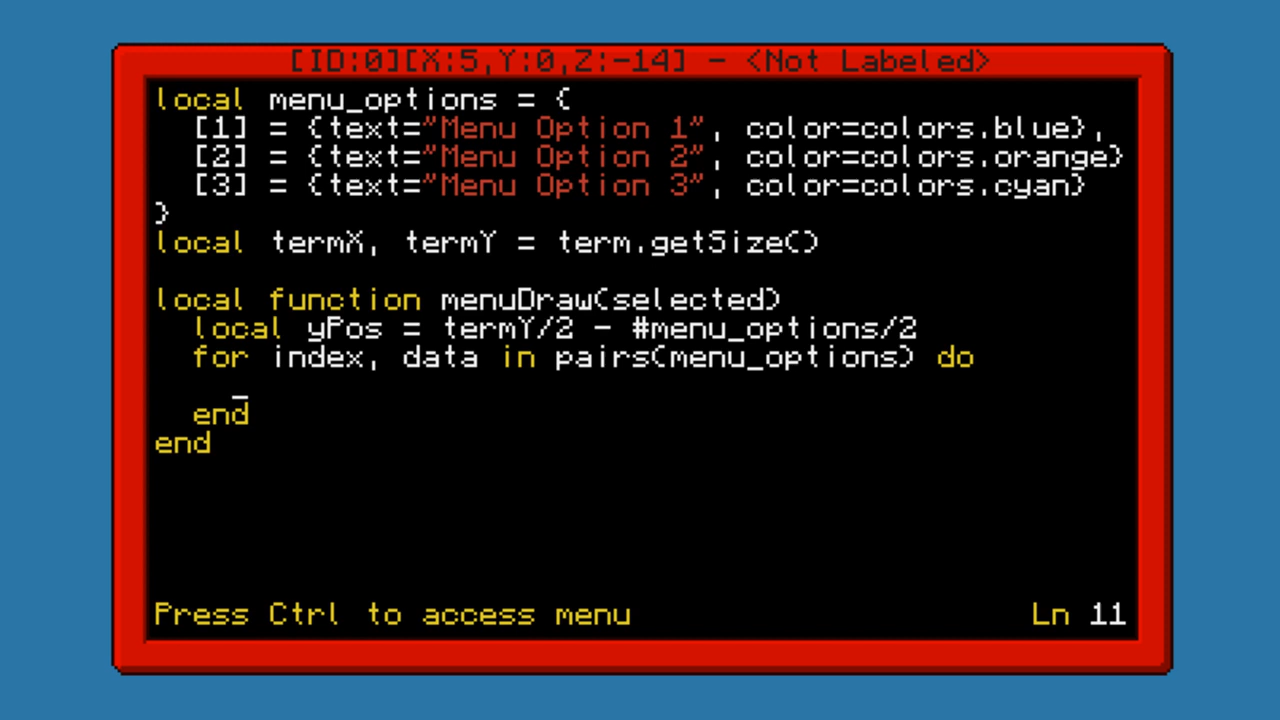 [ID:0][X:5,Y:0,Z:-14] - <Not Labeled>
local menu_options = {
  [1] = {text="Menu Option 1", color=colors.blue},
  [2] = {text="Menu Option 2", color=colors.orange}
  [3] = {text="Menu Option 3", color=colors.cyan}
}
local termX, termY = term.getSize()
local function menuDraw(selected)
  local yPos = termY/2 - #menu_options/2
  for index, data in pairs(menu_options) do
  end
end
Press Ctrl to access menu Ln 11